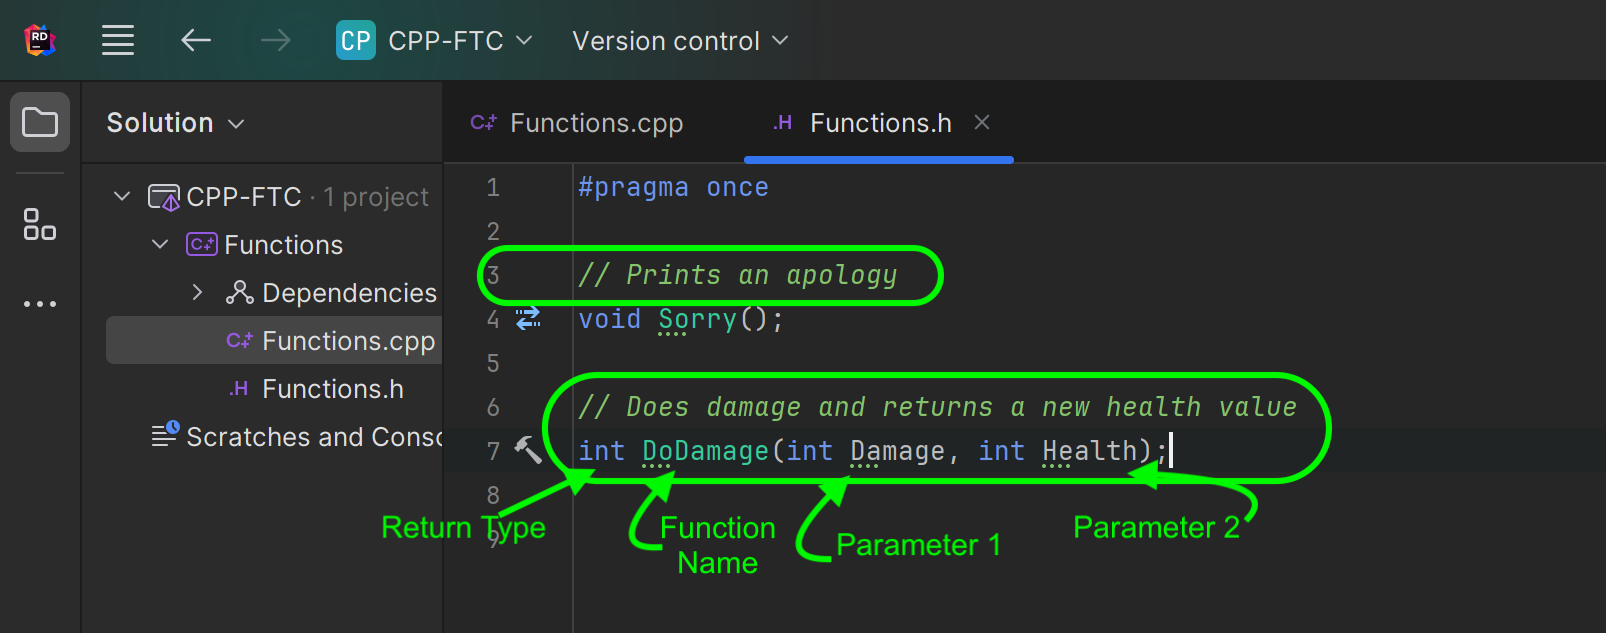 RD
CP CPP-FTC Version control
Solution
Functions.cpp
.H Functions.h
CPP-FTC · 1 project
C+ Functions
Dependencies
C+ Functions.cpp
.H Functions.h
Scratches and Consc
1 #pragma once
2
3 // Prints an apology
4 void Sorry();
5
6 // Does damage and returns a new health value
7 int DoDamage(int Damage, int Health);
8
9
Return Type
Function
Name
Parameter 1
Parameter 2